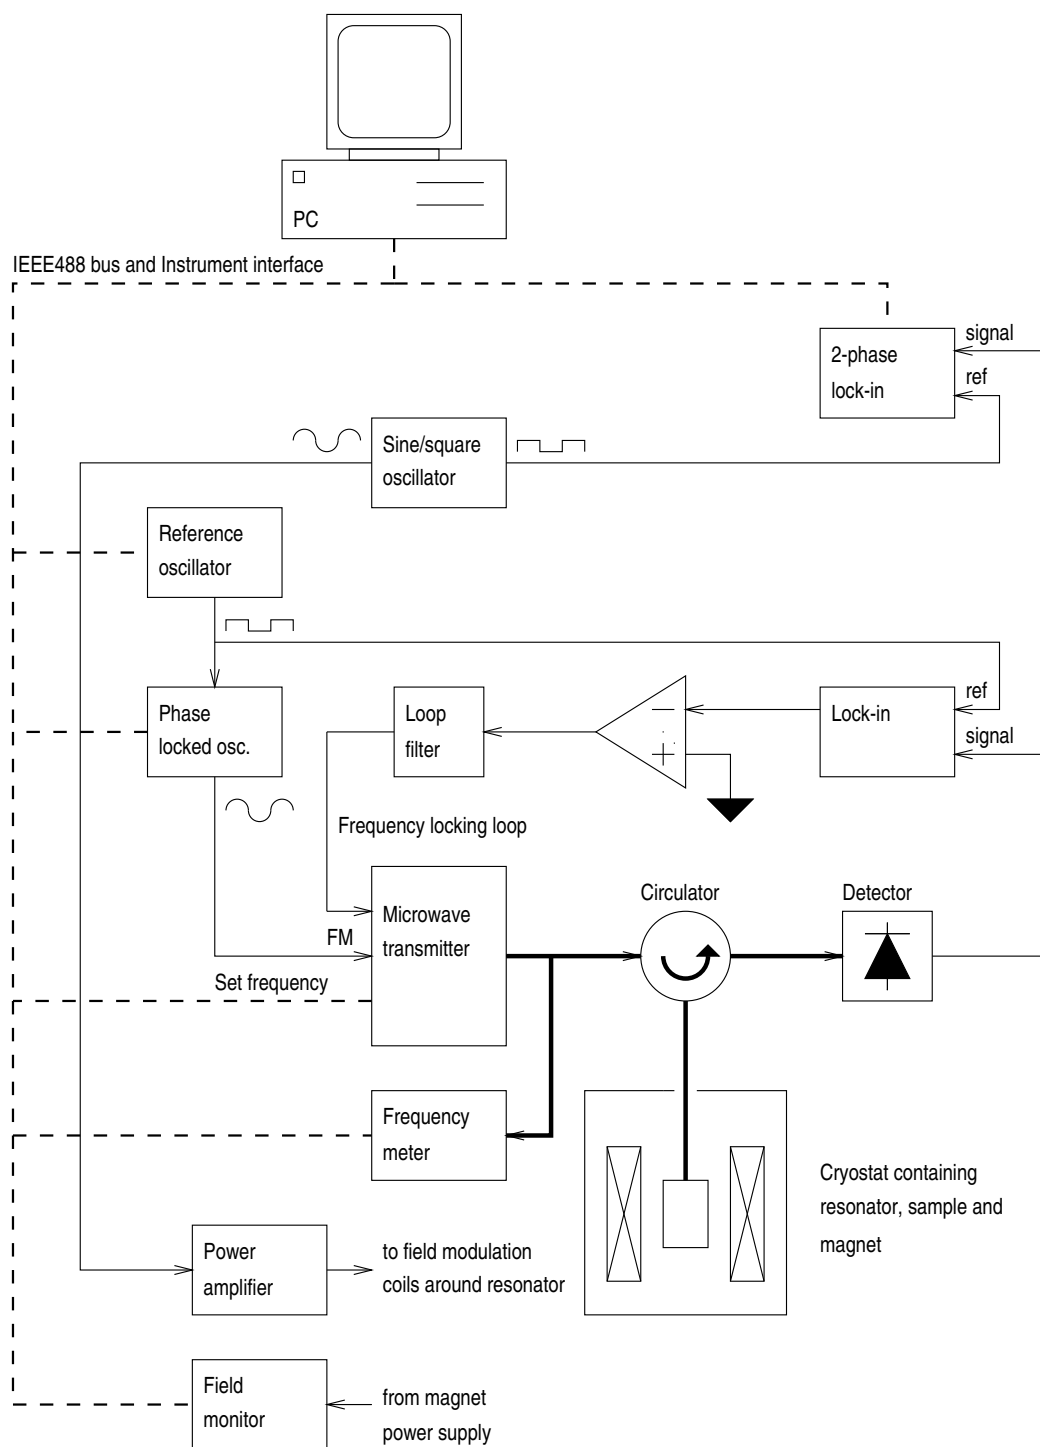 PC
IEEE488 bus and Instrument interface
signal
2-phase
lock-in
ref
Sine/square
oscillator
Reference
oscillator
Phase
locked osc.
Loop
filter
Lock-in
ref
signal
Frequency locking loop
Microwave
transmitter
FM
Set frequency
Circulator
Detector
Frequency
meter
Cryostat containing
resonator, sample and
magnet
Power
amplifier
to field modulation
coils around resonator
Field
monitor
from magnet
power supply